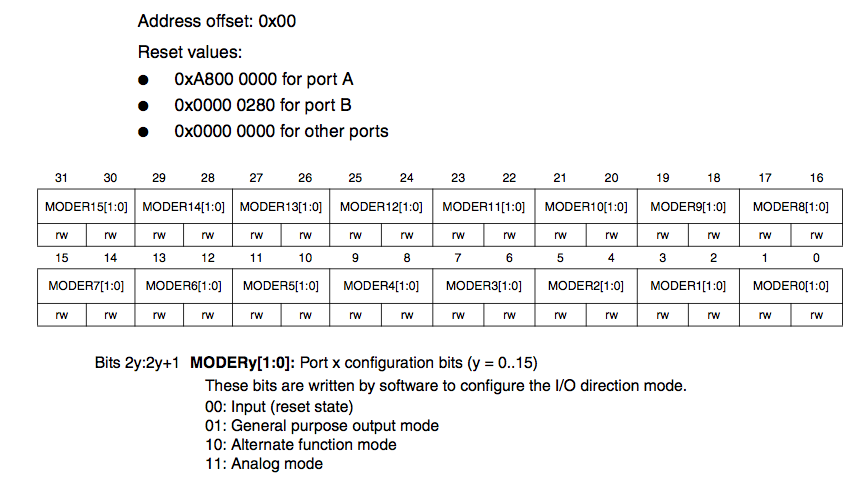 Address offset: 0x00
Reset values:
● 0xA800 0000 for port A
● 0x0000 0280 for port B
● 0x0000 0000 for other ports
31 30 29 28 27 26 25 24 23 22 21 20 19 18 17 16
MODER15[1:0] MODER14[1:0] MODER13[1:0] MODER12[1:0] MODER11[1:0] MODER10[1:0] MODER9[1:0] MODER8[1:0]
rw rw rw rw rw rw rw rw rw rw rw rw rw rw rw rw
15 14 13 12 11 10 9 8 7 6 5 4 3 2 1 0
MODER7[1:0] MODER6[1:0] MODER5[1:0] MODER4[1:0] MODER3[1:0] MODER2[1:0] MODER1[1:0] MODER0[1:0]
rw rw rw rw rw rw rw rw rw rw rw rw rw rw rw rw
Bits 2y:2y+1 MODERy[1:0]: Port x configuration bits (y = 0..15)
These bits are written by software to configure the I/O direction mode.
00: Input (reset state)
01: General purpose output mode
10: Alternate function mode
11: Analog mode